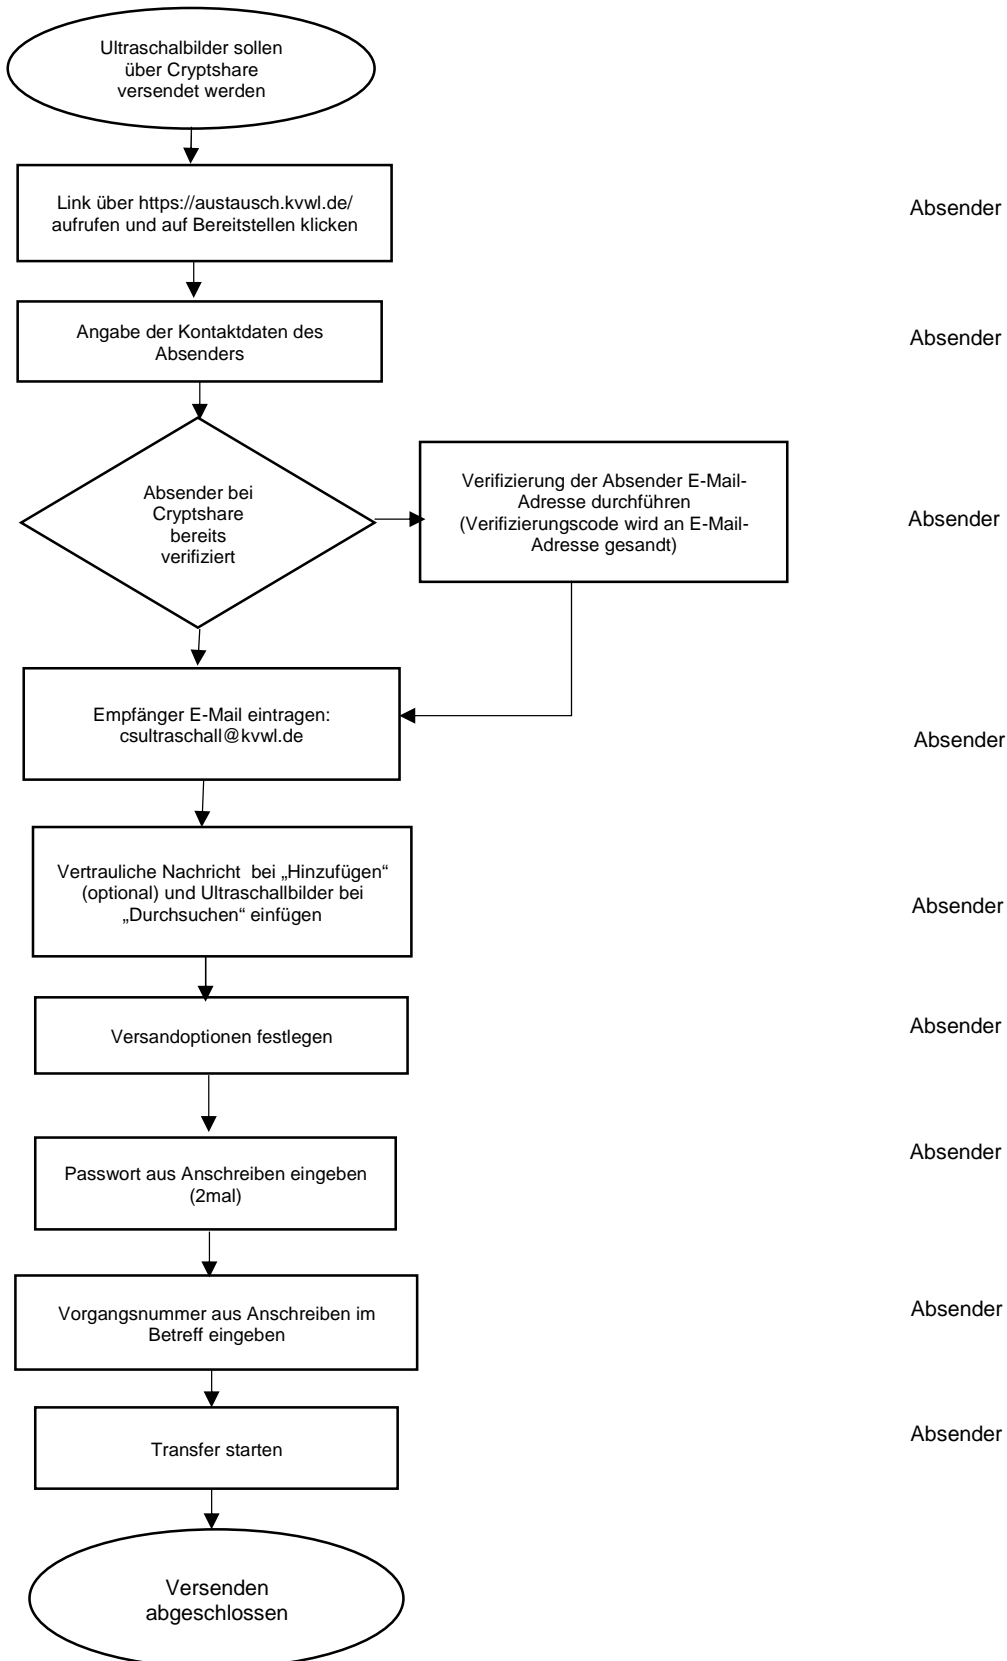 Ultraschalbilder sollen
über Cryptshare
versendet werden
Link über https://austausch.kvwl.de/
aufrufen und auf Bereitstellen klicken
Absender
Angabe der Kontaktdaten des
Absenders
Absender
Absender bei
Cryptshare
bereits
verifiziert
Verifizierung der Absender E-Mail-
Adresse durchführen
(Verifizierungscode wird an E-Mail-
Adresse gesandt)
Absender
Empfänger E-Mail eintragen:
csultraschall@kvwl.de
Absender
Vertrauliche Nachricht  bei „Hinzufügen“
(optional) und Ultraschallbilder bei
„Durchsuchen“ einfügen
Absender
Versandoptionen festlegen
Absender
Passwort aus Anschreiben eingeben
(2mal)
Absender
Vorgangsnummer aus Anschreiben im
Betreff eingeben
Absender
Transfer starten
Absender
Versenden
abgeschlossen